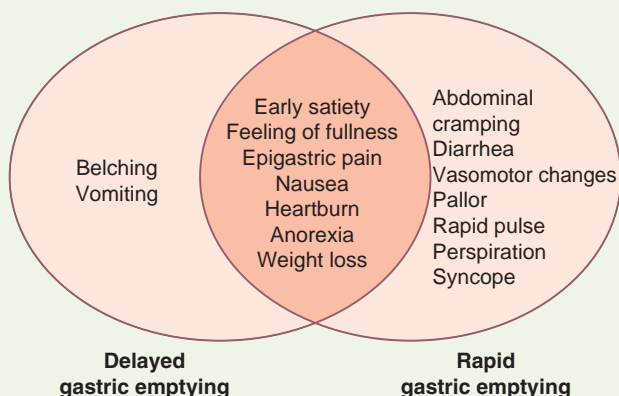 Belching
Vomiting
Early satiety
Feeling of fullness
Epigastric pain
Nausea
Heartburn
Anorexia
Weight loss
Abdominal
cramping
Diarrhea
Vasomotor changes
Pallor
Rapid pulse
Perspiration
Syncope
Delayed
gastric emptying
Rapid
gastric emptying